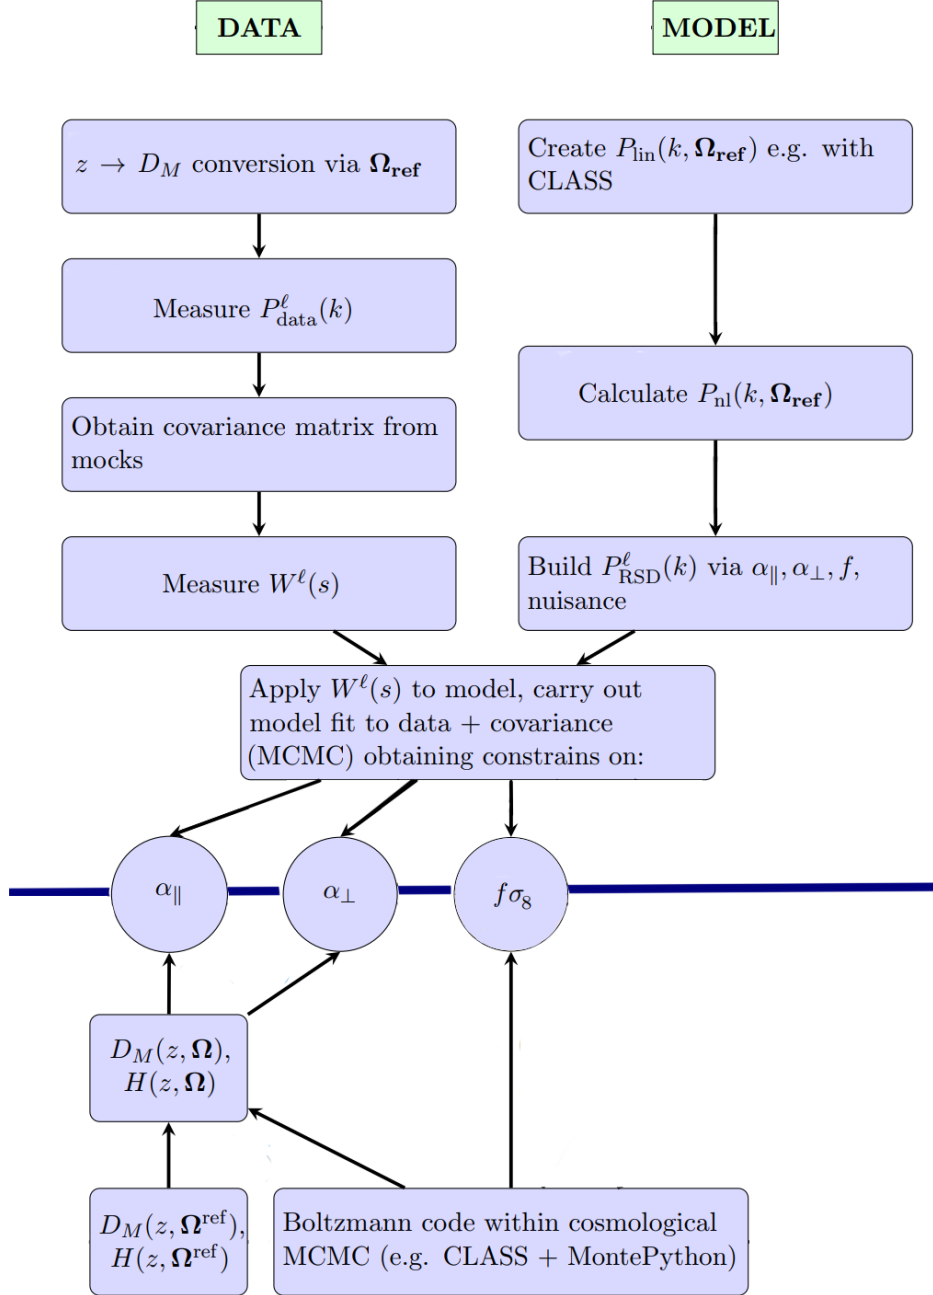 DATA
MODEL
z → D_M conversion via Ω_ref
Create P_lin(k, Ω_ref) e.g. with
CLASS
Measure P^ℓ_data(k)
Calculate P_nl(k, Ω_ref)
Obtain covariance matrix from
mocks
Measure W^ℓ(s)
Build P^ℓ_RSD(k) via α_∥, α_⊥, f,
nuisance
Apply W^ℓ(s) to model, carry out
model fit to data + covariance
(MCMC) obtaining constrains on:
α_∥
α_⊥
fσ_8
D_M(z, Ω),
H(z, Ω)
D_M(z, Ω^ref),
H(z, Ω^ref)
Boltzmann code within cosmological
MCMC (e.g. CLASS + MontePython)